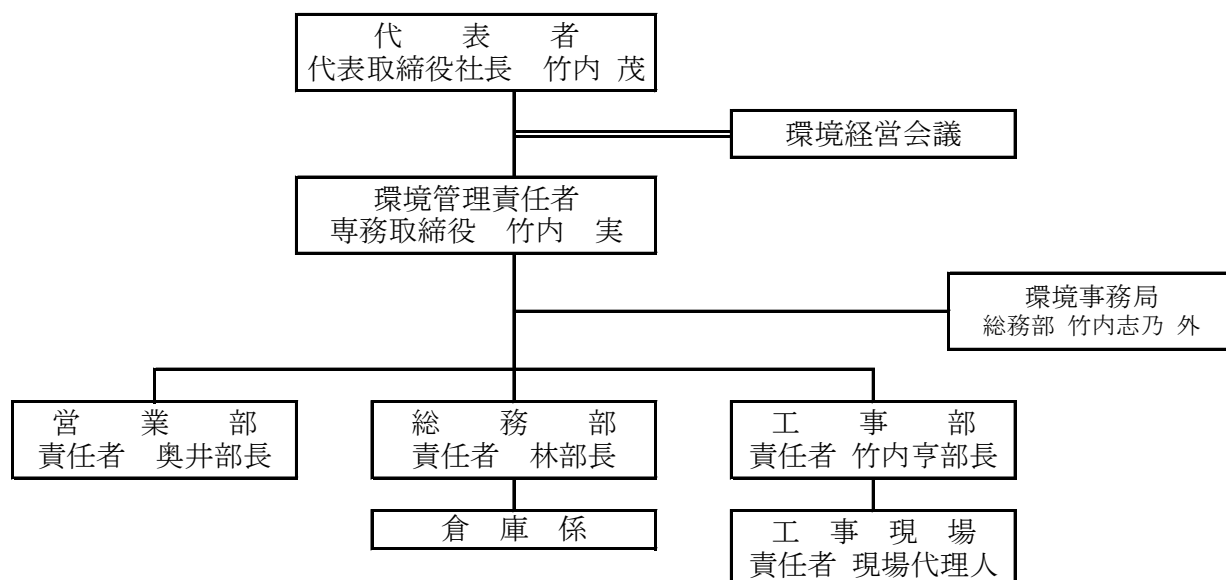 代　表　者
代表取締役社長　竹内 茂
環境経営会議
環境管理責任者
専務取締役　竹内　実
環境事務局
総務部 竹内志乃 外
営　業　部
責任者　奥井部長
総　務　部
責任者　林部長
工　事　部
責任者 竹内亨部長
倉　庫　係
工　事　現　場
責任者 現場代理人